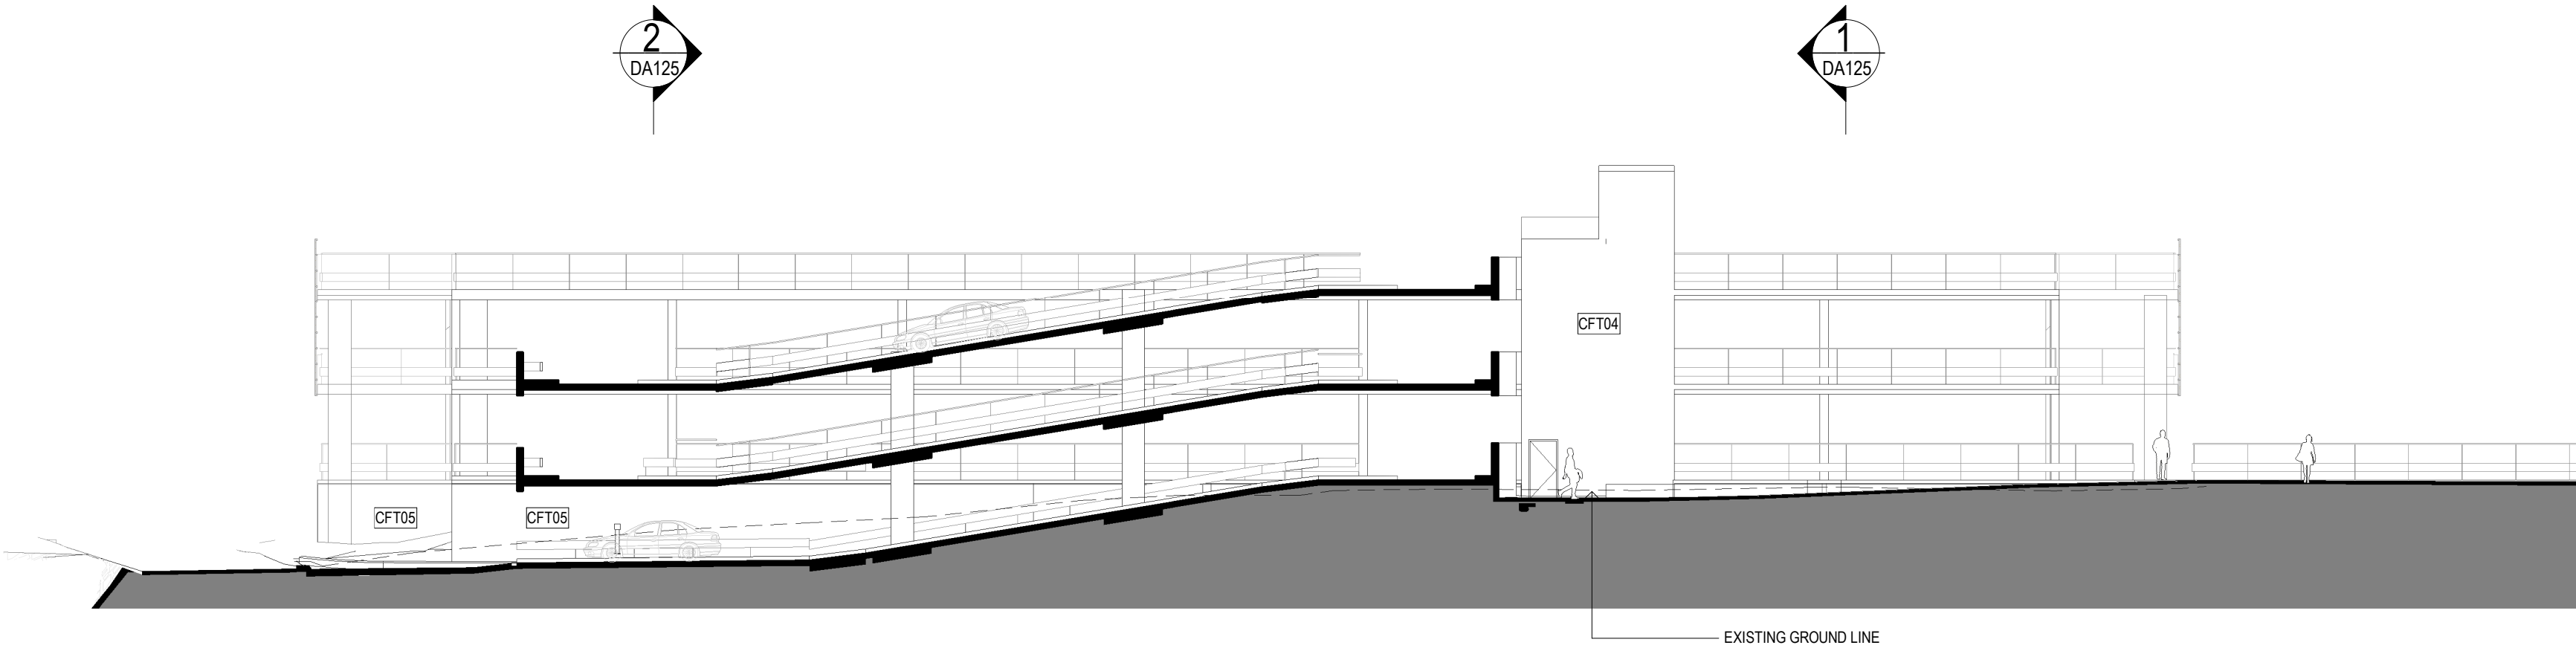 2
DA125
1
DA125
CFT04
CFT05
CFT05
EXISTING GROUND LINE